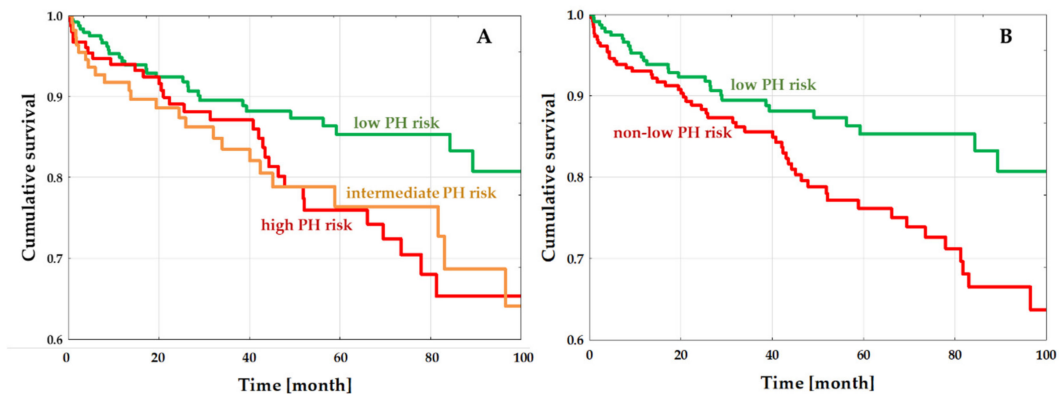 A
1.0
0.9
0.8
0.7
0.6
Cumulative survival
low PH risk
intermediate PH risk
high PH risk
0 20 40 60 80 100
Time [month]
B
1.0
0.9
0.8
0.7
0.6
Cumulative survival
low PH risk
non-low PH risk
0 20 40 60 80 100
Time [month]